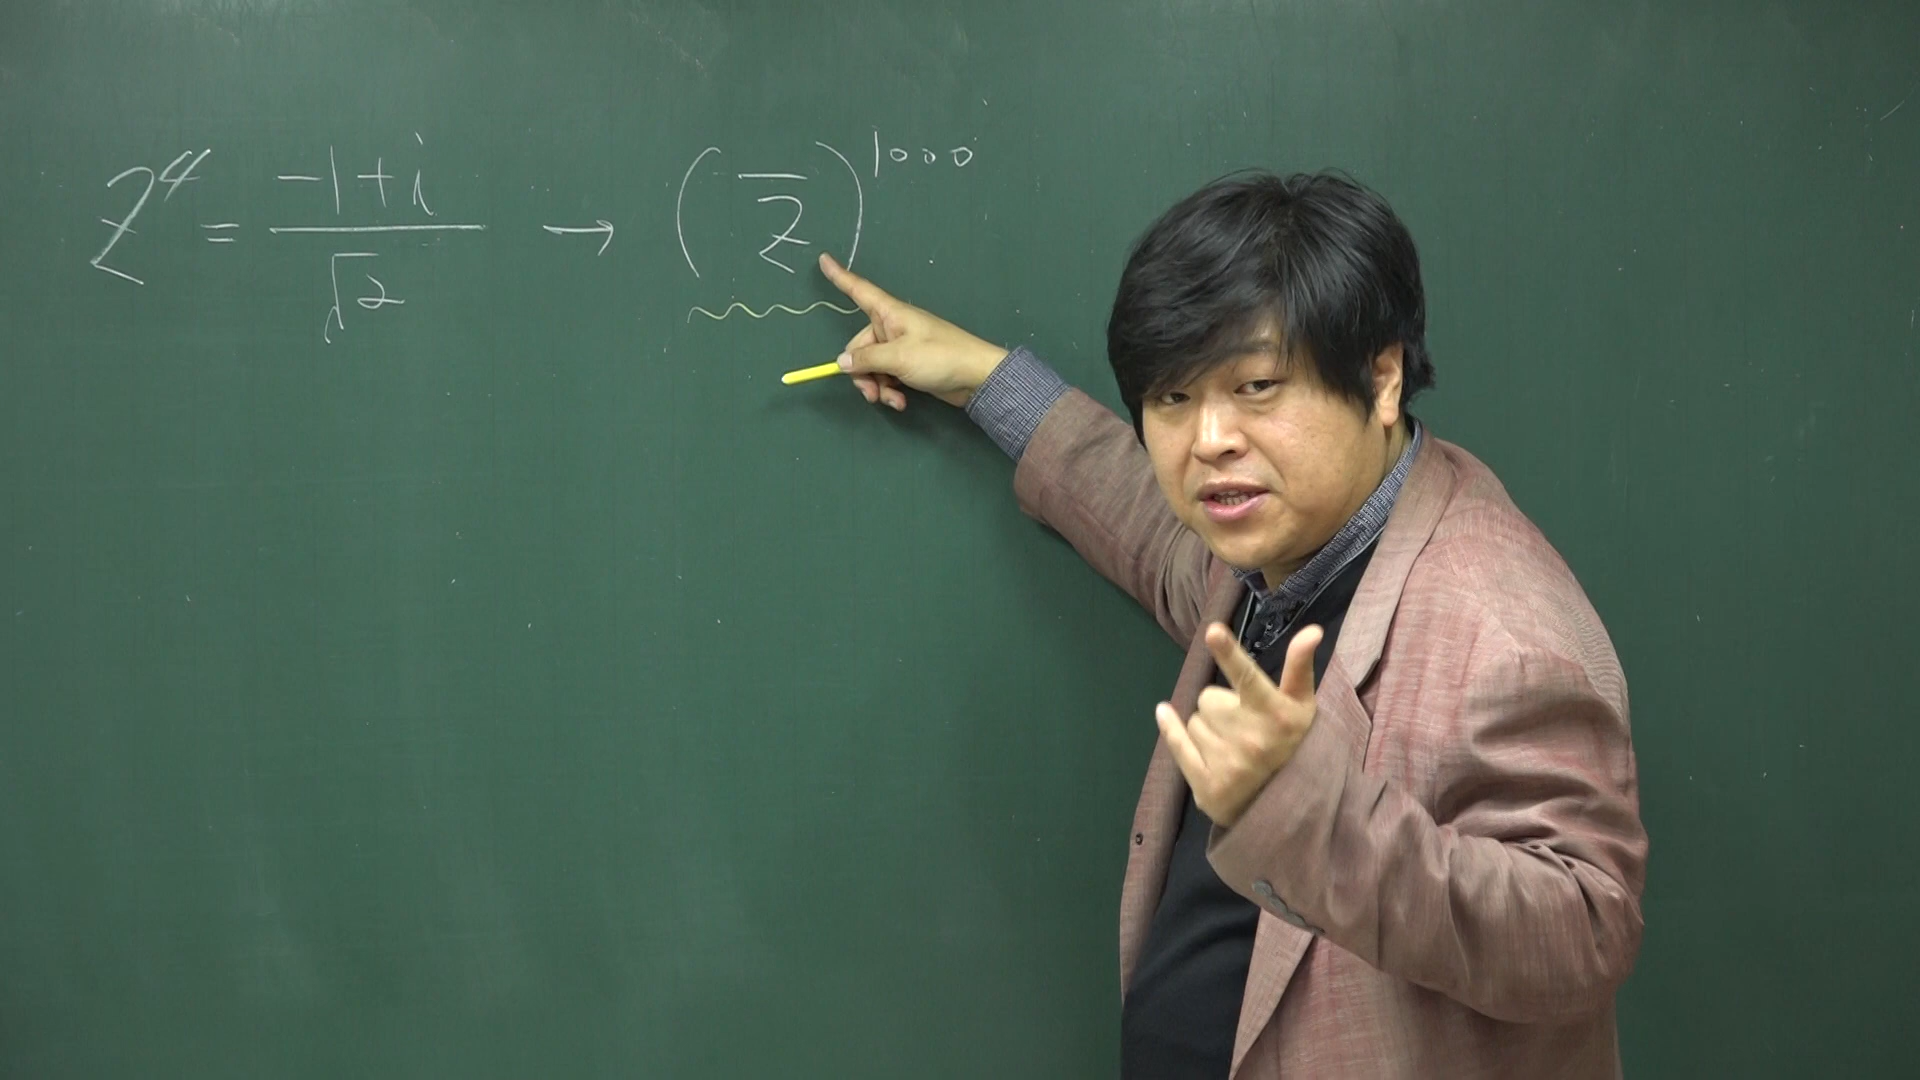 z⁴ = (-1+i)/√2 → (z̄)¹⁰⁰⁰